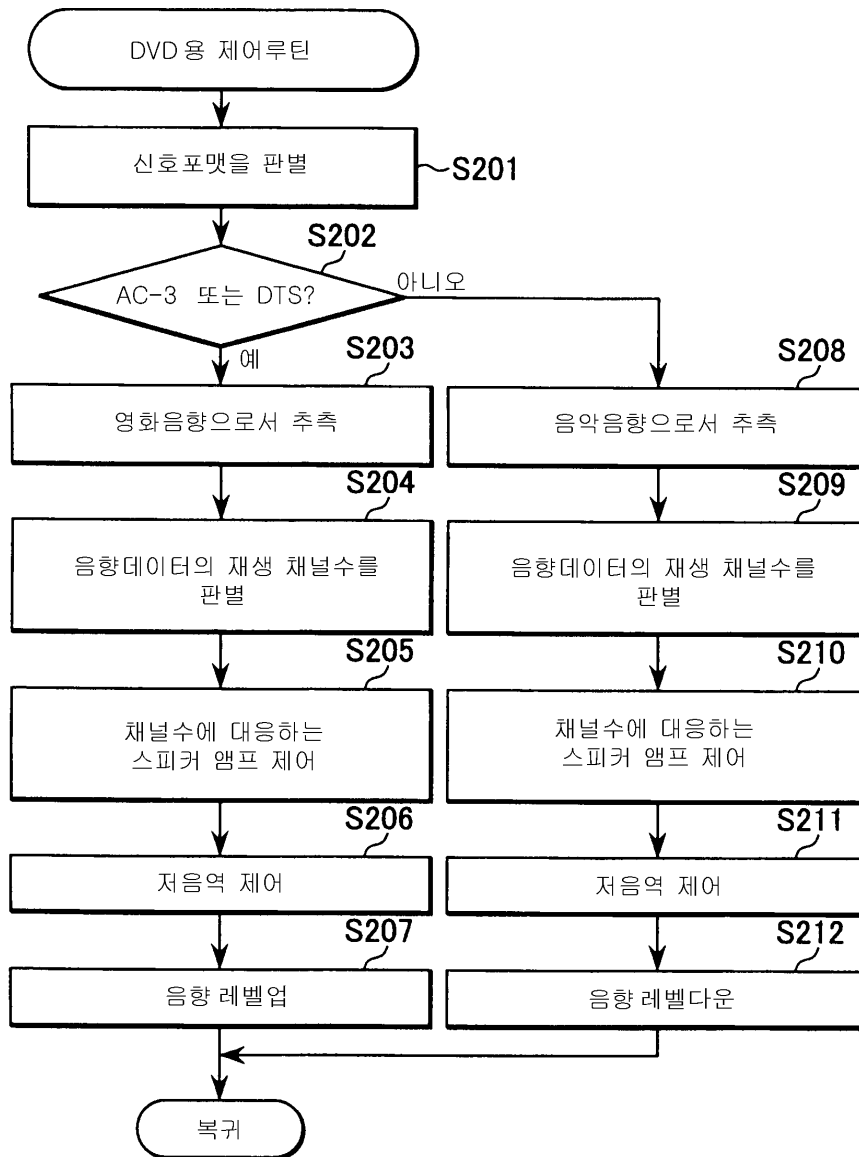 DVD용 제어루틴
신호포맷을 판별
S201
S202
AC-3 또는 DTS?
아니오
예
S203
영화음향으로서 추측
S204
음향데이터의 재생 채널수를
판별
S205
채널수에 대응하는
스피커 앰프 제어
S206
저음역 제어
S207
음향 레벨업
S208
음악음향으로서 추측
S209
음향데이터의 재생 채널수를
판별
S210
채널수에 대응하는
스피커 앰프 제어
S211
저음역 제어
S212
음향 레벨다운
복귀